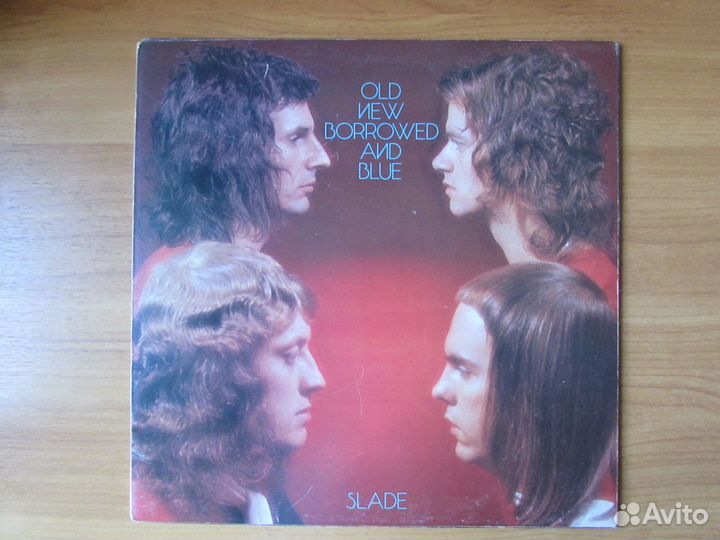 OLD
NEW
BORROWED
AND
BLUE
SLADE
Avito